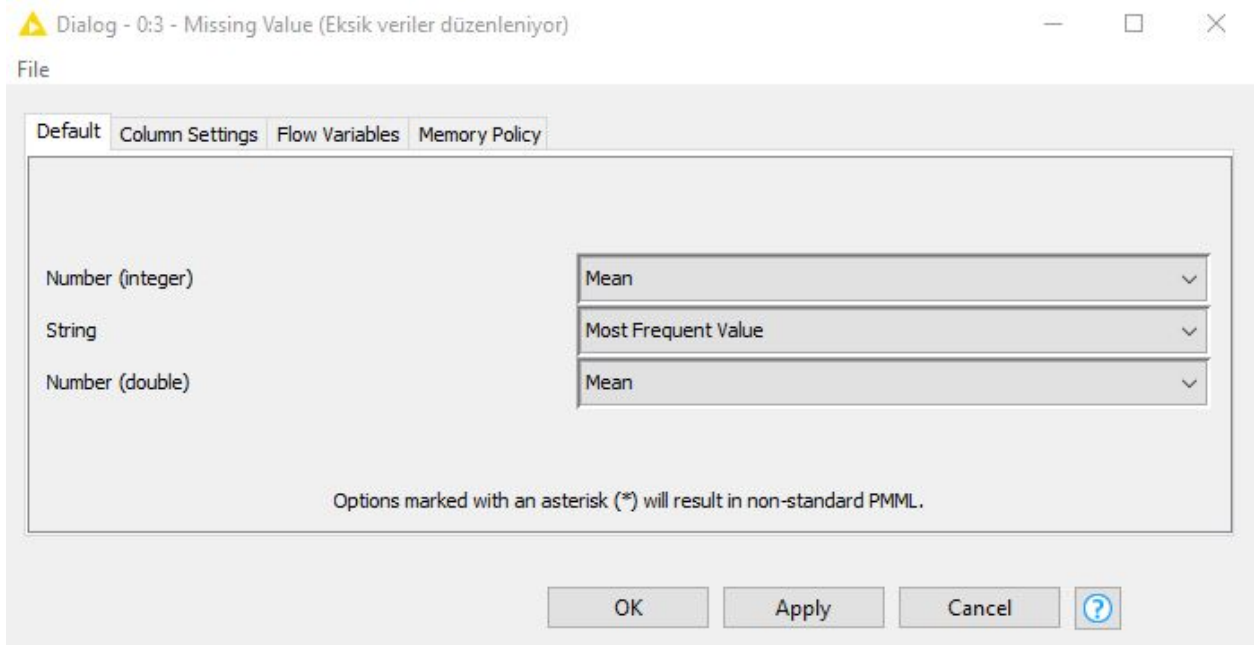 Dialog - 0:3 - Missing Value (Eksik veriler düzenleniyor)
File
Default Column Settings Flow Variables Memory Policy
Number (integer) Mean
String Most Frequent Value
Number (double) Mean
Options marked with an asterisk (*) will result in non-standard PMML.
OK Apply Cancel ?